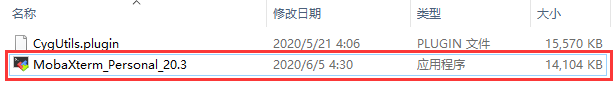 名称 修改日期 类型 大小
CygUtils.plugin 2020/5/21 4:06 PLUGIN 文件 15,570 KB
MobaXterm_Personal_20.3 2020/6/5 4:30 应用程序 14,104 KB